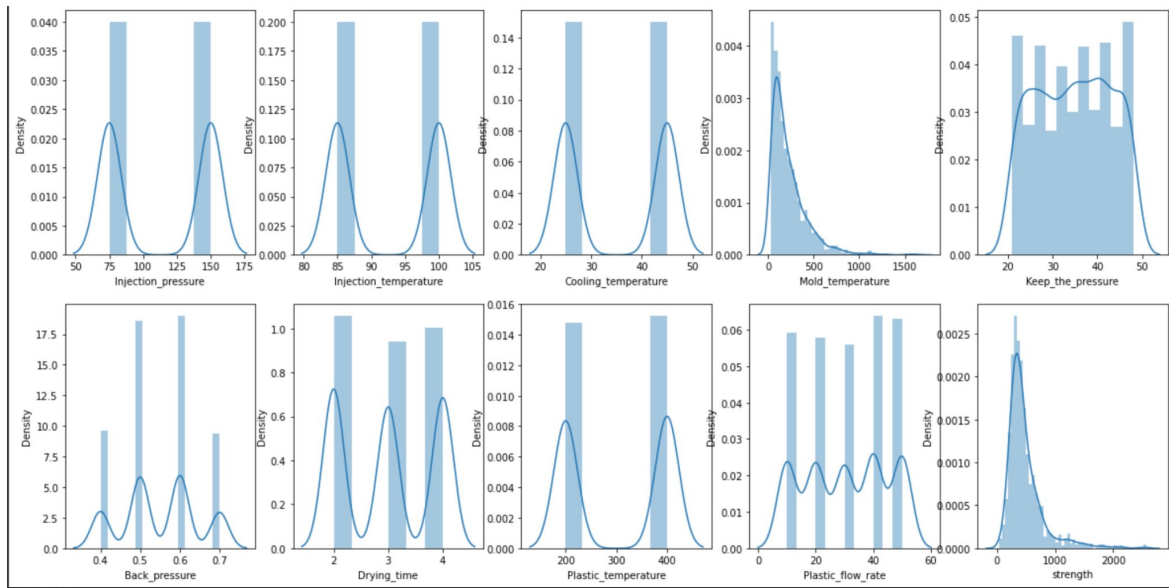 0.040
0.035
0.030
0.025
0.020
0.015
0.010
0.005
0.000
Density
50 75 100 125 150 175
Injection_pressure
0.200
0.175
0.150
0.125
0.100
0.075
0.050
0.025
0.000
Density
80 85 90 95 100 105
Injection_temperature
0.14
0.12
0.10
0.08
0.06
0.04
0.02
0.00
Density
20 30 40 50
Cooling_temperature
0.004
0.003
0.002
0.001
0.000
Density
0 500 1000 1500
Mold_temperature
0.05
0.04
0.03
0.02
0.01
0.00
Density
20 30 40 50
Keep_the_pressure
17.5
15.0
12.5
10.0
7.5
5.0
2.5
0.0
Density
0.4 0.5 0.6 0.7
Back_pressure
1.0
0.8
0.6
0.4
0.2
0.0
Density
2 3 4
Drying_time
0.016
0.014
0.012
0.010
0.008
0.006
0.004
0.002
0.000
Density
200 300 400
Plastic_temperature
0.06
0.05
0.04
0.03
0.02
0.01
0.00
Density
0 20 40 60
Plastic_flow_rate
0.0025
0.0020
0.0015
0.0010
0.0005
0.0000
Density
0 1000 2000
strength